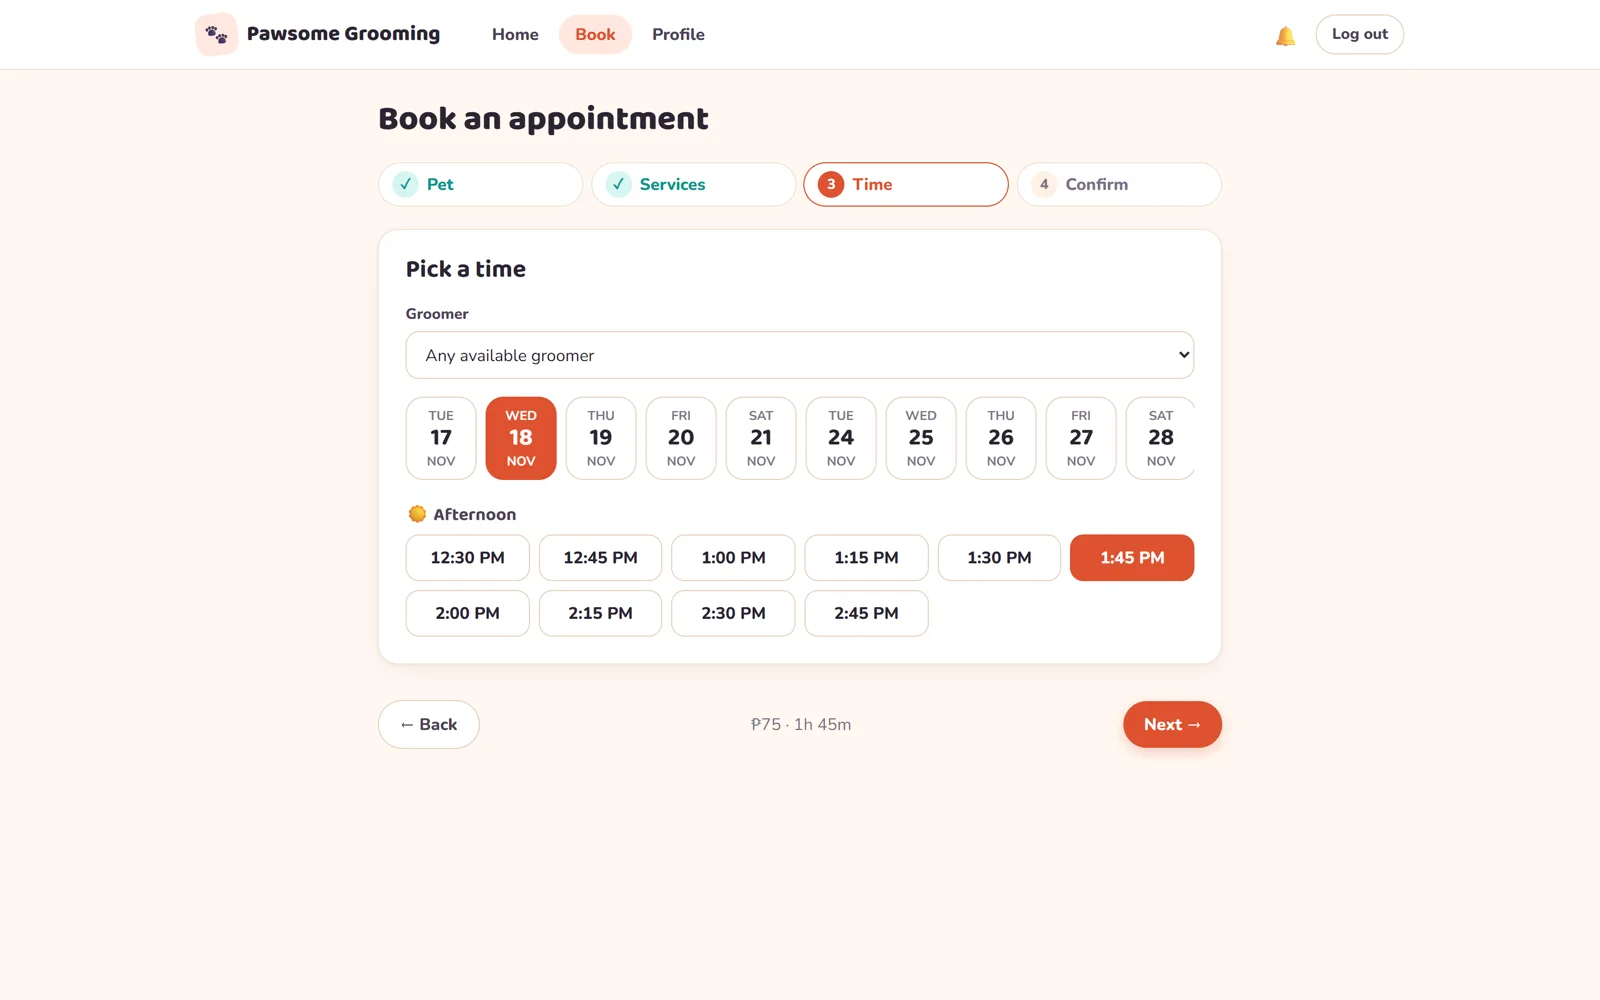 Pawsome Grooming Home Book Profile Log out
Book an appointment
✓ Pet ✓ Services 3 Time 4 Confirm
Pick a time
Groomer
Any available groomer
TUE WED THU FRI SAT TUE WED THU FRI SAT
17 18 19 20 21 24 25 26 27 28
NOV NOV NOV NOV NOV NOV NOV NOV NOV NOV
Afternoon
12:30 PM 12:45 PM 1:00 PM 1:15 PM 1:30 PM 1:45 PM
2:00 PM 2:15 PM 2:30 PM 2:45 PM
← Back ₱75 · 1h 45m Next →